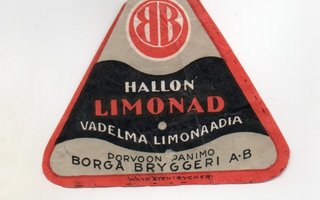 BB
HALLON
LIMONAD
VADELMA LIMONAADIA
PORVOON PANIMO
BORGÅ BRYGGERI A-B